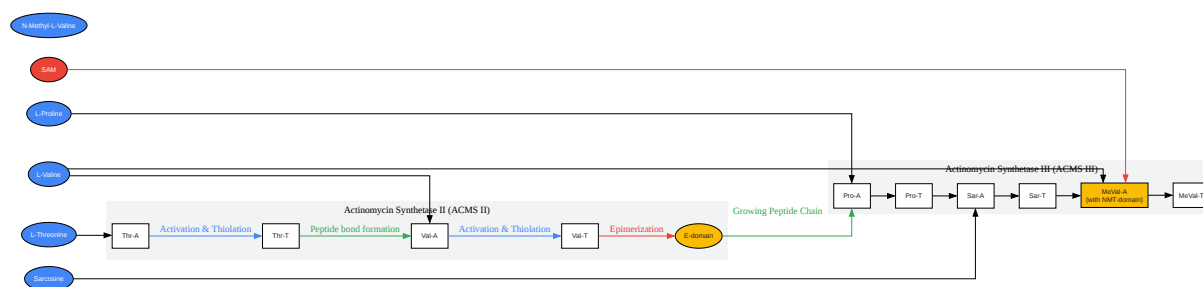 N-Methyl-L-Valine
SAM
L-Proline
L-Valine
Actinomycin Synthetase III (ACMS III)
Pro-A
Pro-T
Sar-A
Sar-T
MeVal-A
(with NMT-domain)
MeVal-T
Actinomycin Synthetase II (ACMS II)
Growing Peptide Chain
L-Threonine
Thr-A
Activation & Thiolation
Thr-T
Peptide bond formation
Val-A
Activation & Thiolation
Val-T
Epimerization
E-domain
Sarcosine